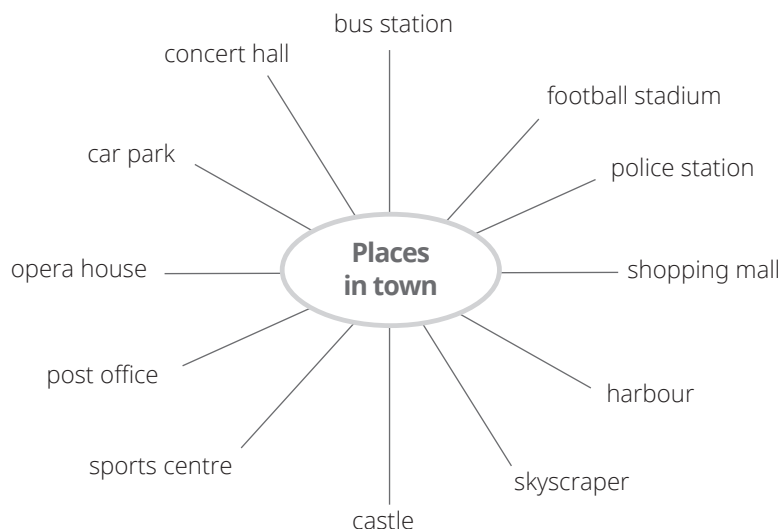 bus station
concert hall
football stadium
car park
police station
Places
in town
opera house
shopping mall
post office
harbour
sports centre
skyscraper
castle